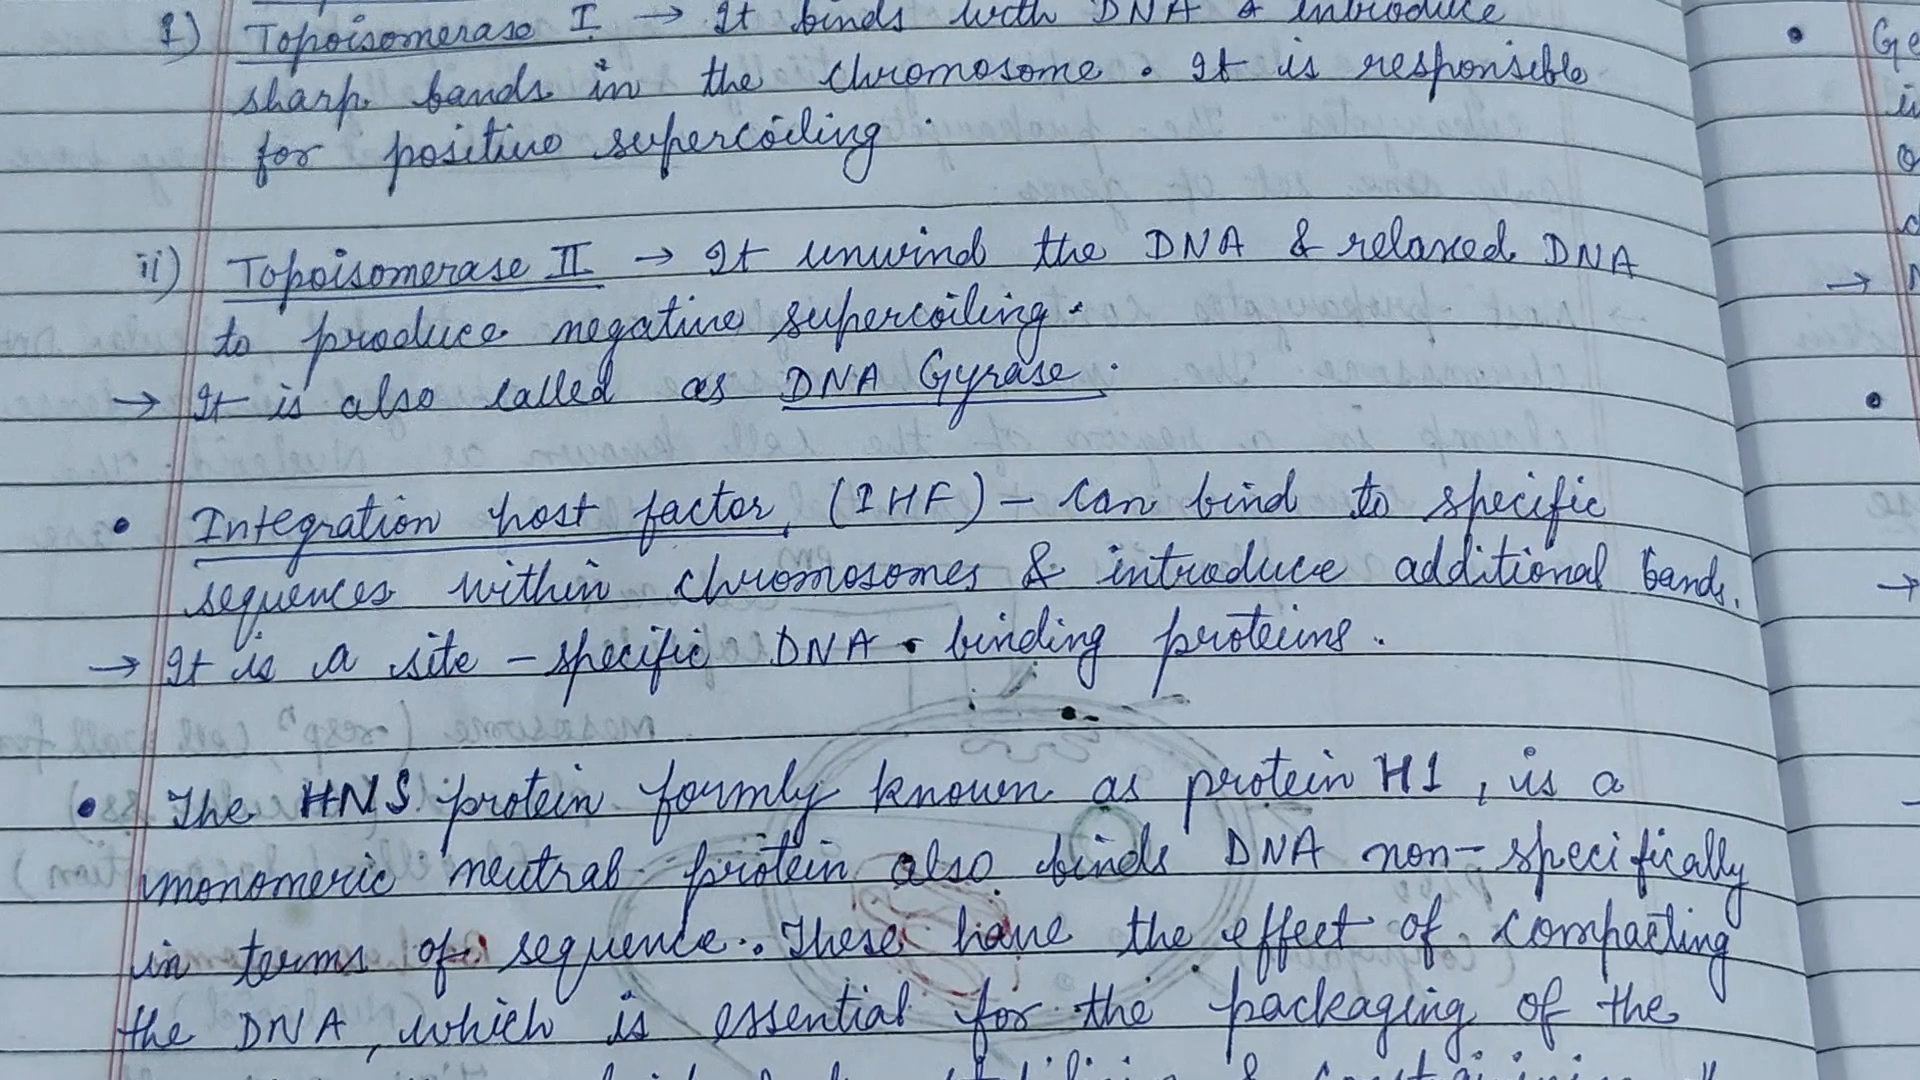 1) Topoisomerase I → It binds with DNA & introduce
sharp bands in the chromosome. It is responsible
for positive supercoiling.
ii) Topoisomerase II → It unwind the DNA & relaxed DNA
to produce negative supercoiling.
→ It is also called as DNA Gyrase.
• Integration host factor, (IHF) – can bind to specific
sequences within chromosomes & introduce additional bands.
→ It is a site – specific DNA - binding proteins.
• The HNS protein formly known as protein H1, is a
monomeric neutral protein also binds DNA non-specifically
in terms of sequence. These have the effect of compacting
the DNA, which is essential for the packaging of the